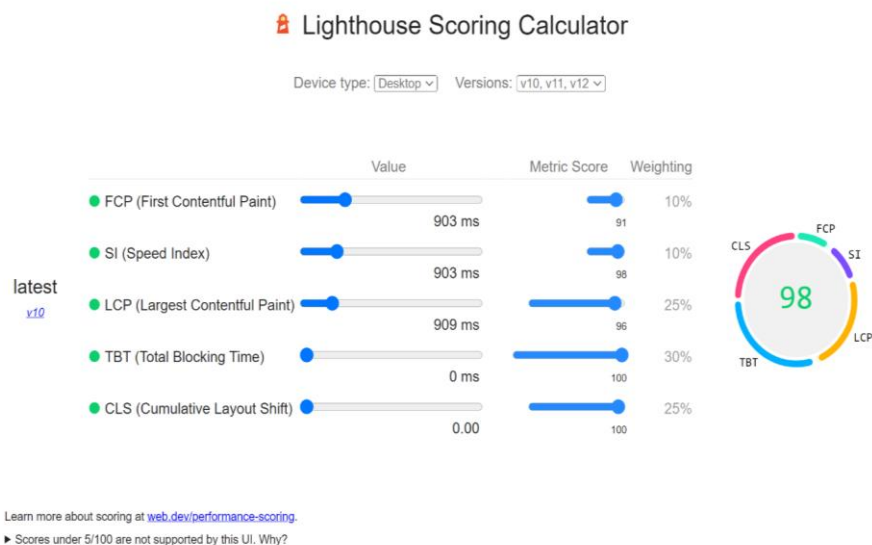 Lighthouse Scoring Calculator
Device type: Desktop Versions: v10, v11, v12
Value Metric Score Weighting
latest
v10
FCP (First Contentful Paint) 10%
903 ms 91
SI (Speed Index) 10%
903 ms 98
LCP (Largest Contentful Paint) 25%
909 ms 96
TBT (Total Blocking Time) 30%
0 ms 100
CLS (Cumulative Layout Shift) 25%
0.00 100
FCP
SI
LCP
TBT
CLS
98
Learn more about scoring at web.dev/performance-scoring.
▶ Scores under 5/100 are not supported by this UI. Why?